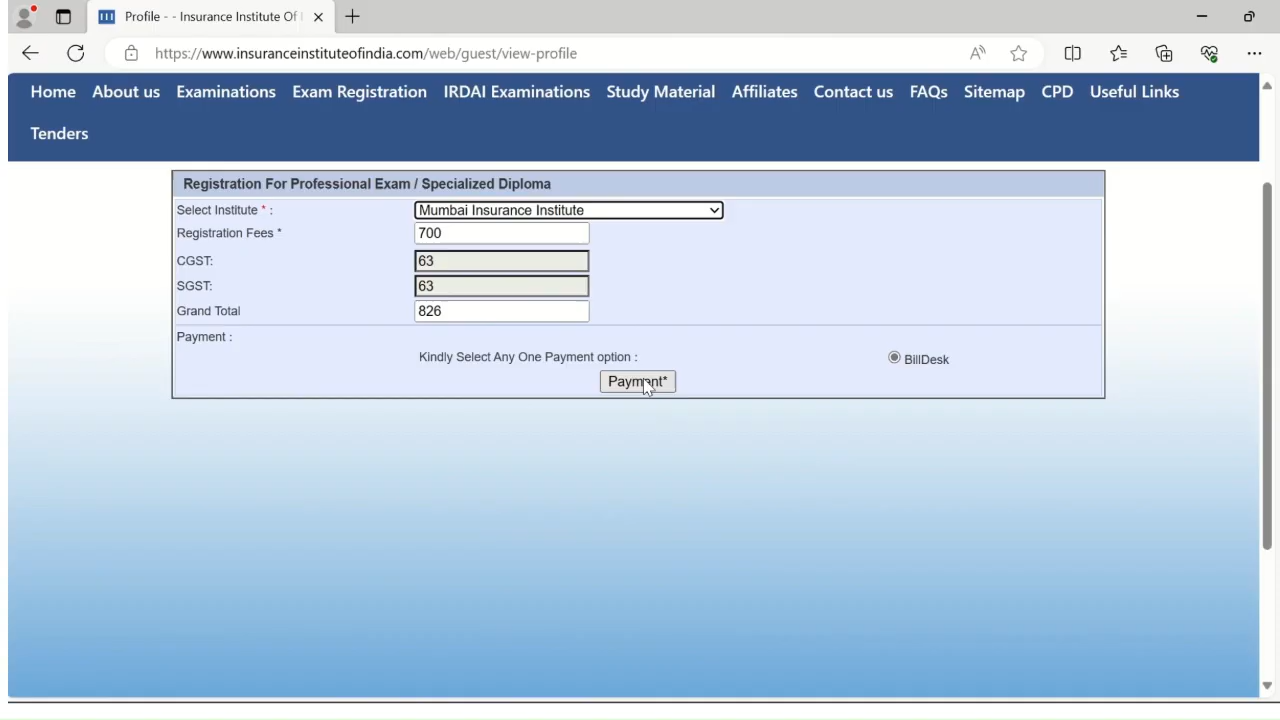 Profile - - Insurance Institute Of
https://www.insuranceinstituteofindia.com/web/guest/view-profile
Home About us Examinations Exam Registration IRDAI Examinations Study Material Affiliates Contact us FAQs Sitemap CPD Useful Links
Tenders
Registration For Professional Exam / Specialized Diploma
Select Institute * : Mumbai Insurance Institute
Registration Fees * 700
CGST: 63
SGST: 63
Grand Total 826
Payment :
Kindly Select Any One Payment option : BillDesk
Payment*